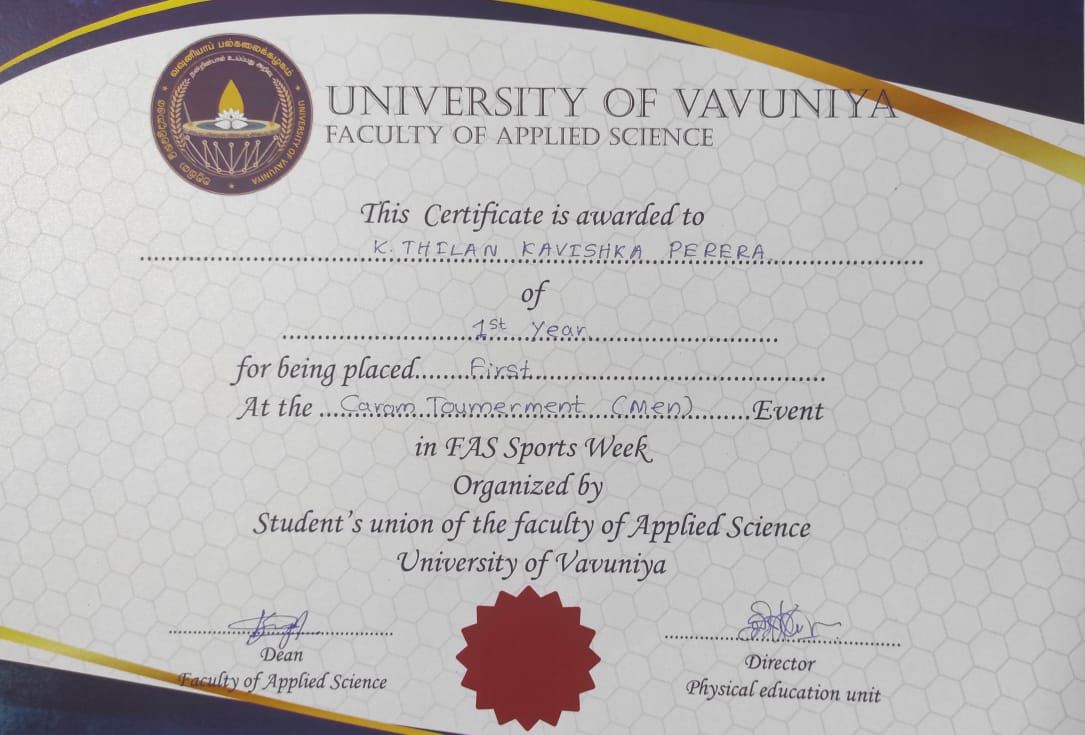 வவுனியாப் பல்கலைக்கழகம்
UNIVERSITY OF VAVUNIYA
UNIVERSITY OF VAVUNIYA
FACULTY OF APPLIED SCIENCE
This Certificate is awarded to
K. THILAN KAVISHKA PERERA
of
1st Year
for being placed.......First
At the ...Carom Tournerment (Men).........Event
in FAS Sports Week
Organized by
Student's union of the faculty of Applied Science
University of Vavuniya
Dean
Faculty of Applied Science
Director
Physical education unit